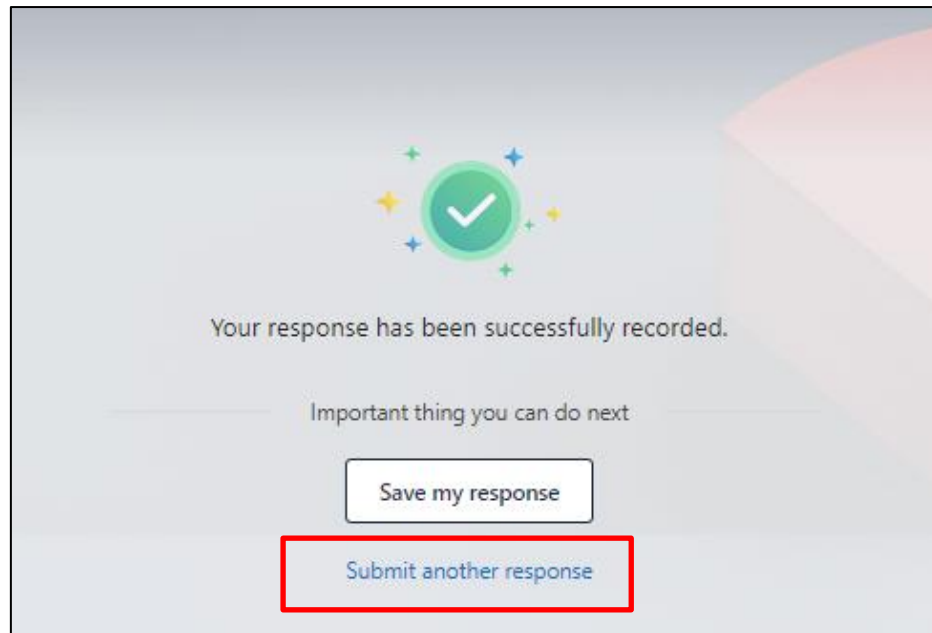 Your response has been successfully recorded.
Important thing you can do next
Save my response
Submit another response